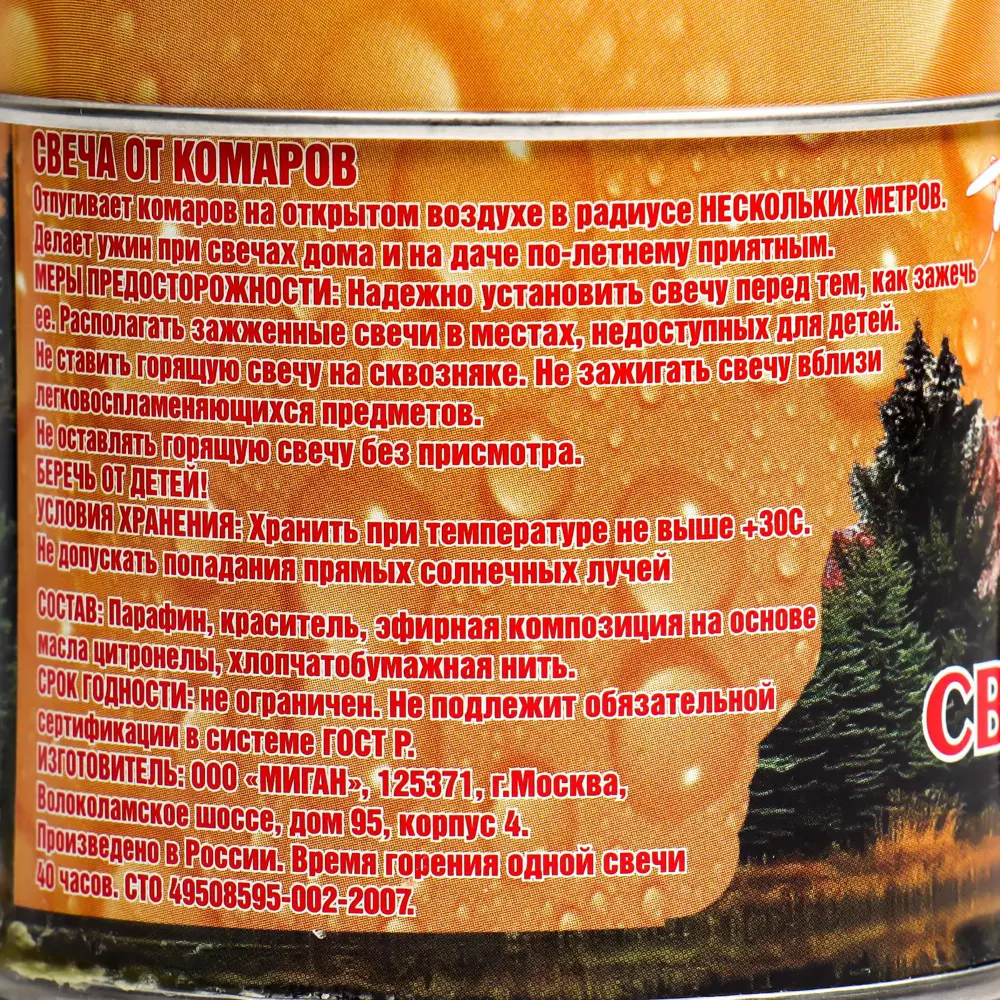 СВЕЧА ОТ КОМАРОВ
Отпугивает комаров на открытом воздухе в радиусе НЕСКОЛЬКИХ МЕТРОВ.
Делает ужин при свечах дома и на даче по-летнему приятным.
МЕРЫ ПРЕДОСТОРОЖНОСТИ: Надежно установить свечу перед тем, как зажечь
ее. Располагать зажженные свечи в местах, недоступных для детей.
Не ставить горящую свечу на сквозняке. Не зажигать свечу вблизи
легковоспламеняющихся предметов.
Не оставлять горящую свечу без присмотра.
БЕРЕЧЬ ОТ ДЕТЕЙ!
УСЛОВИЯ ХРАНЕНИЯ: Хранить при температуре не выше +30С.
Не допускать попадания прямых солнечных лучей
СОСТАВ: Парафин, краситель, эфирная композиция на основе
масла цитронелы, хлопчатобумажная нить.
СРОК ГОДНОСТИ: не ограничен. Не подлежит обязательной
сертификации в системе ГОСТ Р.
ИЗГОТОВИТЕЛЬ: ООО «МИГАН», 125371, г.Москва,
Волоколамское шоссе, дом 95, корпус 4.
Произведено в России. Время горения одной свечи
40 часов. СТО 49508595-002-2007.
СВ